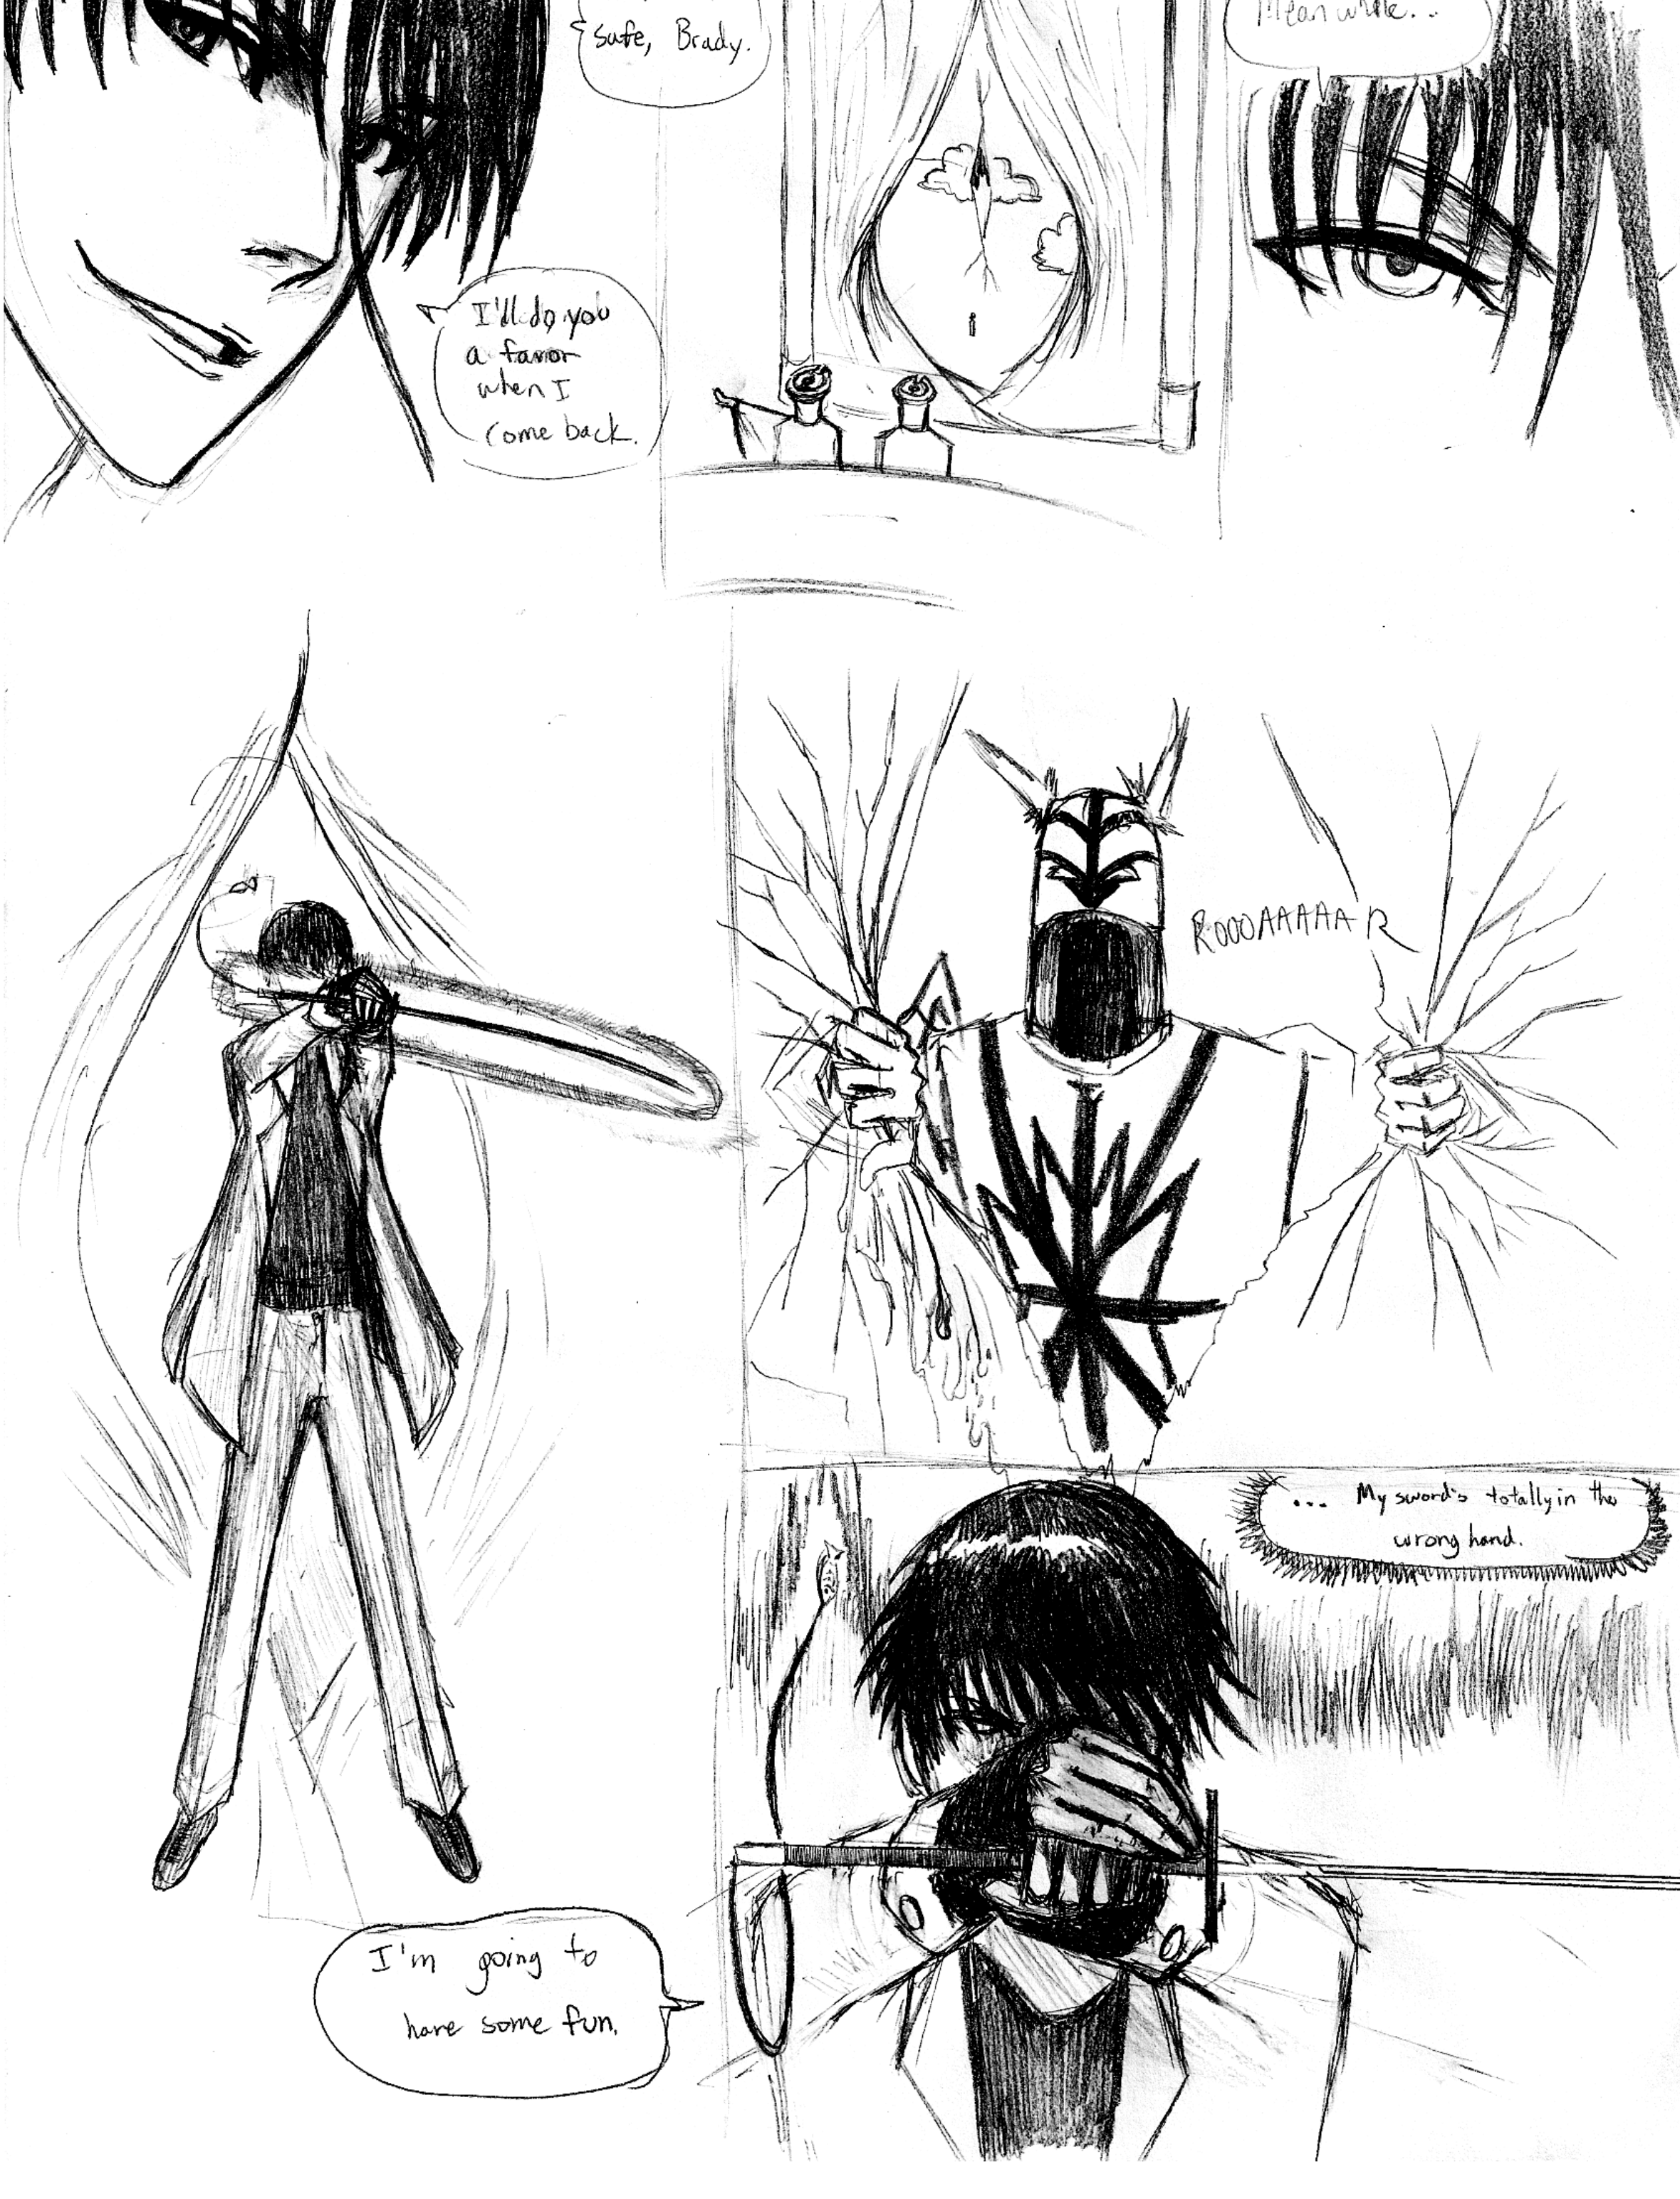 safe, Brady.
Meanwhile..
I'll do you
a favor
when I
come back.
ROOOAAAAAAR
... My sword's totally in the
wrong hand.
I'm going to
have some fun.